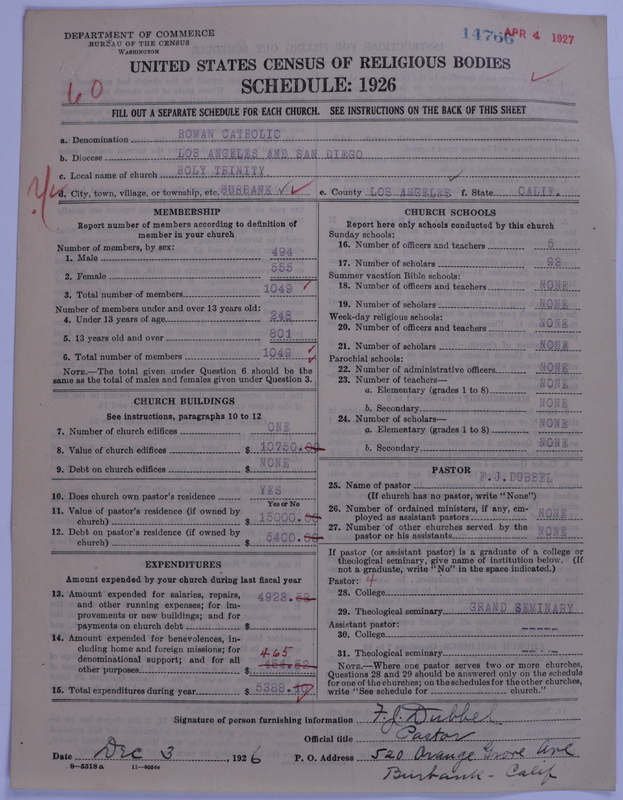 DEPARTMENT OF COMMERCE
BUREAU OF THE CENSUS
WASHINGTON
14766 APR 4 1927
UNITED STATES CENSUS OF RELIGIOUS BODIES
SCHEDULE: 1926
60
FILL OUT A SEPARATE SCHEDULE FOR EACH CHURCH. SEE INSTRUCTIONS ON THE BACK OF THIS SHEET
a. Denomination ROMAN CATHOLIC
b. Diocese LOS ANGELES AND SAN DIEGO
c. Local name of church HOLY TRINITY
d. City, town, village, or township, etc. BURBANK e. County LOS ANGELES f. State CALIF.
MEMBERSHIP
Report number of members according to definition of
member in your church
Number of members, by sex:
1. Male 494
2. Female 555
3. Total number of members 1049
Number of members under and over 13 years old:
4. Under 13 years of age 248
5. 13 years old and over 801
6. Total number of members 1049
NOTE.—The total given under Question 6 should be the
same as the total of males and females given under Question 3.
CHURCH BUILDINGS
See instructions, paragraphs 10 to 12
7. Number of church edifices ONE
8. Value of church edifices $ 10750.00
9. Debt on church edifices $ NONE
10. Does church own pastor's residence YES
Yes or No
11. Value of pastor's residence (if owned by
church) $ 15000.00
12. Debt on pastor's residence (if owned by
church) $ 5400.00
EXPENDITURES
Amount expended by your church during last fiscal year
13. Amount expended for salaries, repairs,
and other running expenses; for im-
provements or new buildings; and for
payments on church debt $ 4923.
14. Amount expended for benevolences, in-
cluding home and foreign missions; for
denominational support; and for all
other purposes $ 465
15. Total expenditures during year $ 5388.
CHURCH SCHOOLS
Report here only schools conducted by this church
Sunday schools:
16. Number of officers and teachers 5
17. Number of scholars 98
Summer vacation Bible schools:
18. Number of officers and teachers NONE
19. Number of scholars NONE
Week-day religious schools:
20. Number of officers and teachers NONE
21. Number of scholars NONE
Parochial schools:
22. Number of administrative officers NONE
23. Number of teachers—
a. Elementary (grades 1 to 8) NONE
b. Secondary NONE
24. Number of scholars—
a. Elementary (grades 1 to 8) NONE
b. Secondary NONE
PASTOR
25. Name of pastor F.J. DUBBEL
(If church has no pastor, write "None")
26. Number of ordained ministers, if any, em-
ployed as assistant pastors NONE
27. Number of other churches served by the
pastor or his assistants NONE
If pastor (or assistant pastor) is a graduate of a college or
theological seminary, give name of institution below. (If
not a graduate, write "No" in the space indicated.)
Pastor: 4
28. College
29. Theological seminary GRAND SEMINARY
Assistant pastor:
30. College -----
31. Theological seminary
NOTE.—Where one pastor serves two or more churches,
Questions 28 and 29 should be answered only on the schedule
for one of the churches; on the schedules for the other churches,
write "See schedule for church."
Signature of person furnishing information F. J. Dubbel
Official title Pastor
Date Dec 3, 1926 P. O. Address 520 Orange Grove Ave
8—5518 a Burbank - Calif